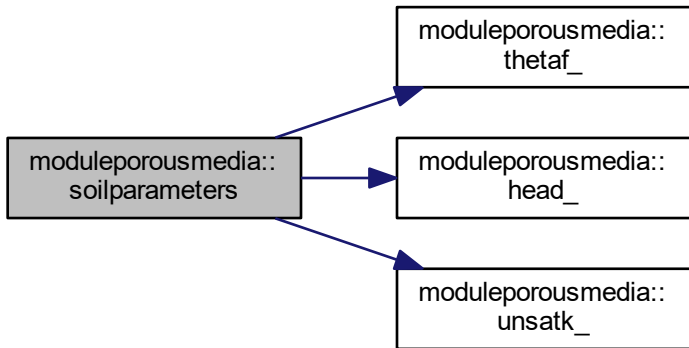 moduleporousmedia::
thetaf_
moduleporousmedia::
soilparameters
moduleporousmedia::
head_
moduleporousmedia::
unsatk_